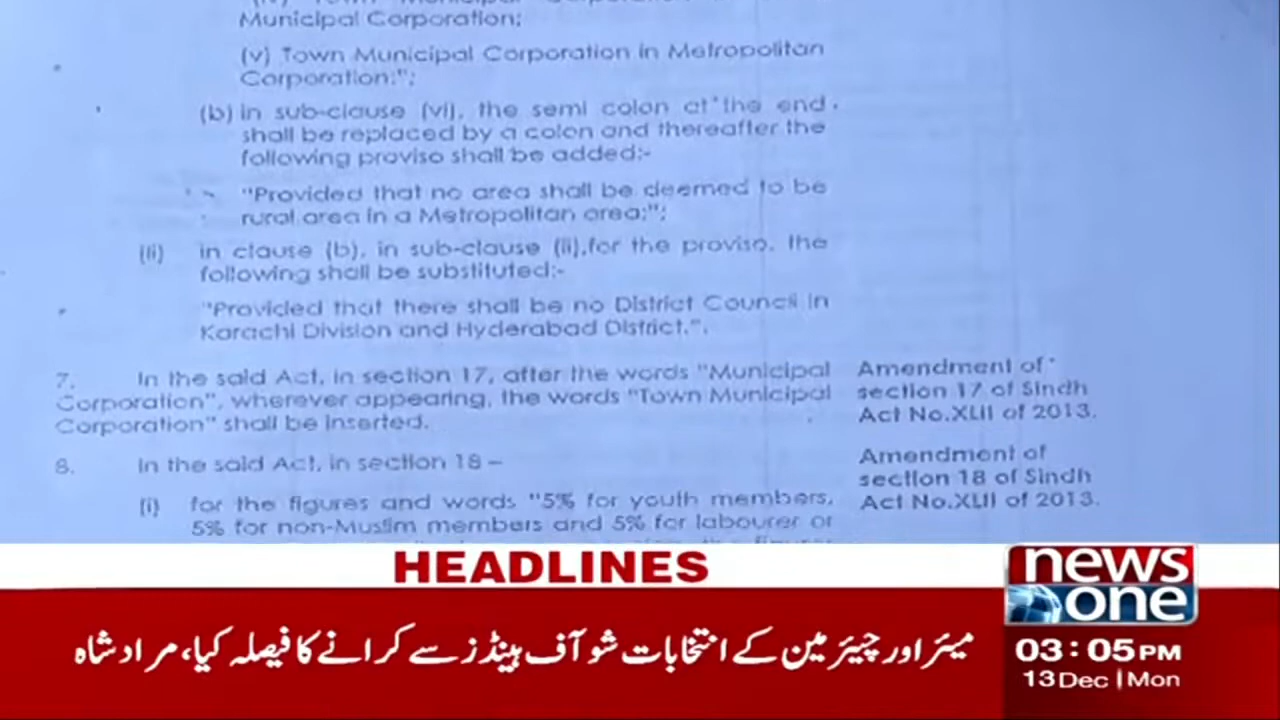 Municipal Corporation;
(v) Town Municipal Corporation in Metropolitan
Corporation:";
(b) in sub-clause (vi), the semi colon at the end
shall be replaced by a colon and thereafter the
following proviso shall be added:-
"Provided that no area shall be deemed to be
rural area in a Metropolitan area;";
(ii) in clause (b), in sub-clause (ii),for the proviso, the
following shall be substituted:-
"Provided that there shall be no District Council in
Karachi Division and Hyderabad District.".
7. In the said Act, in section 17, after the words "Municipal
Corporation", wherever appearing, the words "Town Municipal
Corporation" shall be inserted.
Amendment of
section 17 of Sindh
Act No.XLII of 2013.
8. In the said Act, in section 18 –
Amendment of
section 18 of Sindh
Act No.XLII of 2013.
(i) for the figures and words "5% for youth members,
5% for non-Muslim members and 5% for labourer or
HEADLINES
news
one
میئر اور چیئرمین کے انتخابات شو آف ہینڈز سے کرانے کا فیصلہ کیا، مراد شاہ
03:05PM
13Dec|Mon